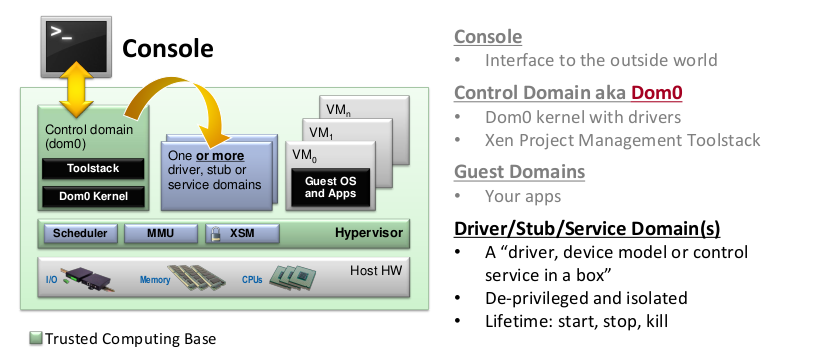 >_
Console
Control domain
(dom0)
Toolstack
Dom0 Kernel
One or more
driver, stub or
service domains
VMn
VM1
VM0
Guest OS
and Apps
Scheduler
MMU
XSM
Hypervisor
I/O
Memory
CPUs
Host HW
Trusted Computing Base
Console
• Interface to the outside world
Control Domain aka Dom0
• Dom0 kernel with drivers
• Xen Project Management Toolstack
Guest Domains
• Your apps
Driver/Stub/Service Domain(s)
• A “driver, device model or control
service in a box”
• De-privileged and isolated
• Lifetime: start, stop, kill